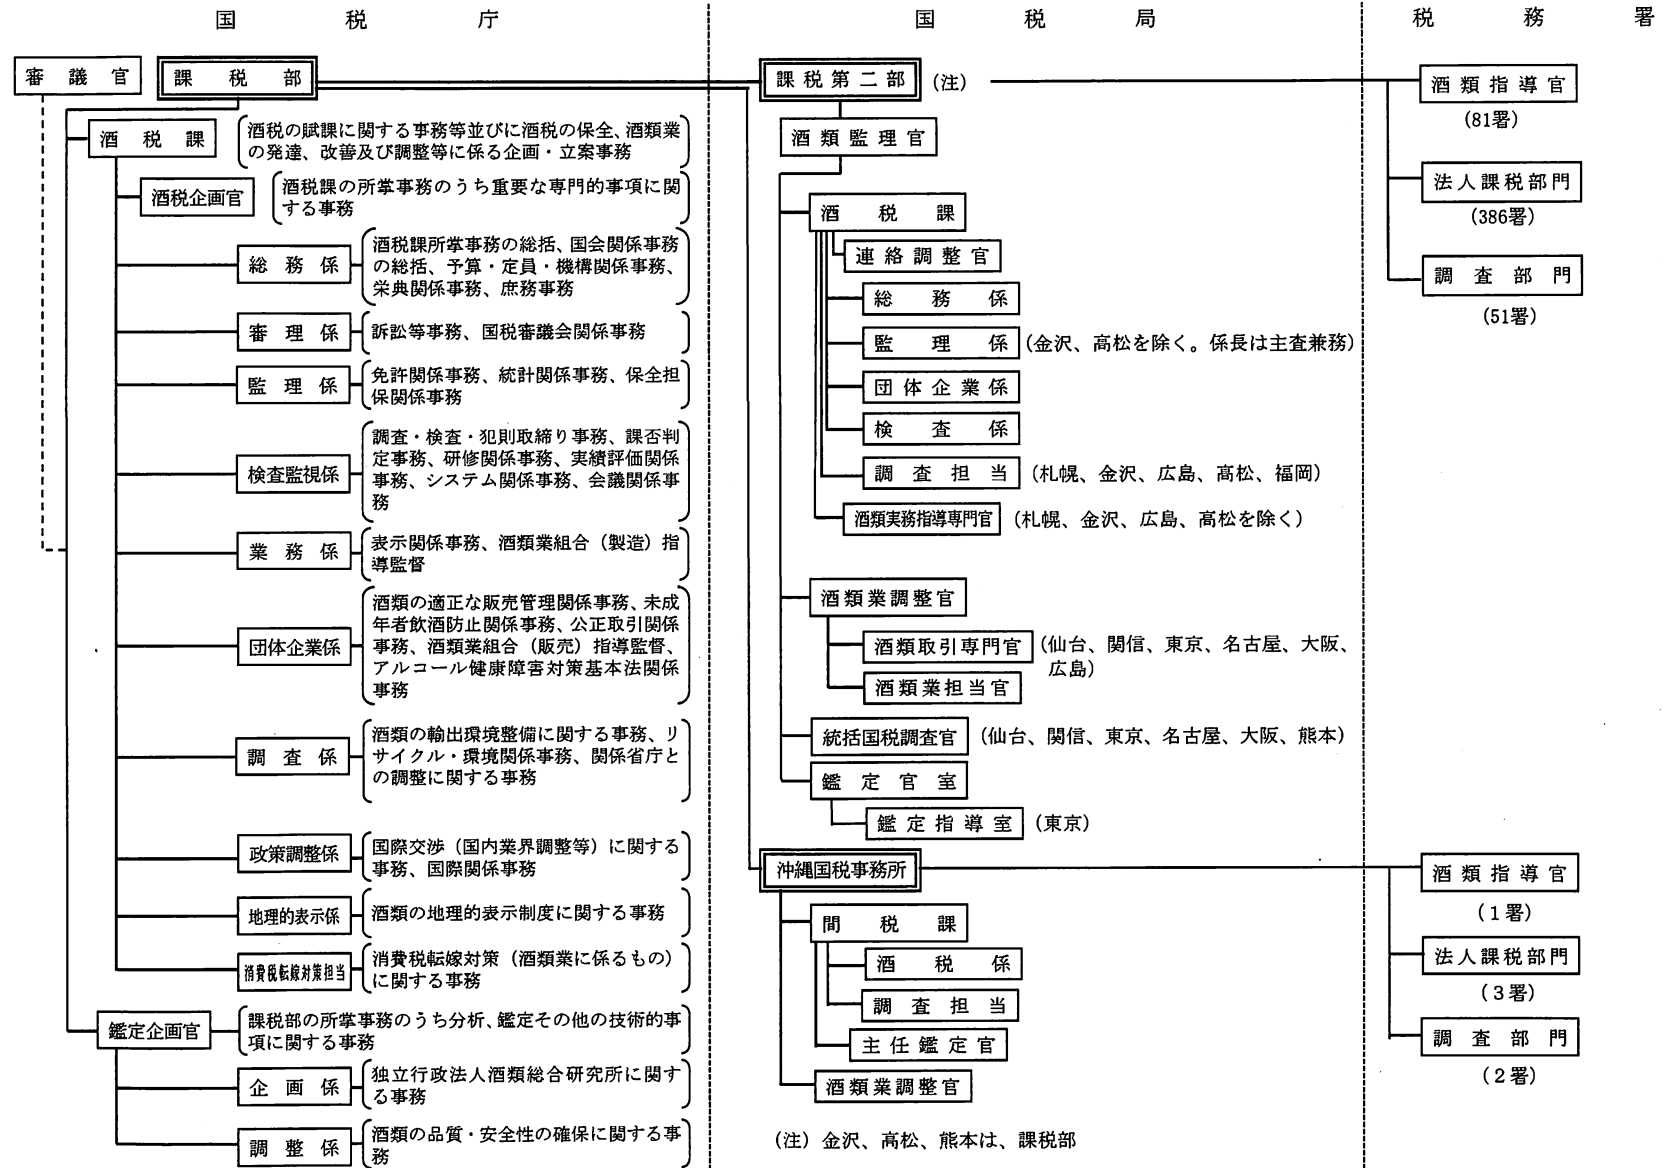 国税庁
国税局
税務署
審議官
課税部
酒税課
酒税の賦課に関する事務等並びに酒税の保全、酒類業
の発達、改善及び調整等に係る企画・立案事務
酒税企画官
酒税課の所掌事務のうち重要な専門的事項に関
する事務
総務係
酒税課所掌事務の総括、国会関係事務
の総括、予算・定員・機構関係事務、
栄典関係事務、庶務事務
審理係
訴訟等事務、国税審議会関係事務
監理係
免許関係事務、統計関係事務、保全担
保関係事務
検査監視係
調査・検査・犯則取締り事務、課否判
定事務、研修関係事務、実績評価関係
事務、システム関係事務、会議関係事
務
業務係
表示関係事務、酒類業組合（製造）指
導監督
団体企業係
酒類の適正な販売管理関係事務、未成
年者飲酒防止関係事務、公正取引関係
事務、酒類業組合（販売）指導監督、
アルコール健康障害対策基本法関係
事務
調査係
酒類の輸出環境整備に関する事務、リ
サイクル・環境関係事務、関係省庁と
の調整に関する事務
政策調整係
国際交渉（国内業界調整等）に関する
事務、国際関係事務
地理的表示係
酒類の地理的表示制度に関する事務
消費税転嫁対策担当
消費税転嫁対策（酒類業に係るもの）
に関する事務
鑑定企画官
課税部の所掌事務のうち分析、鑑定その他の技術的事
項に関する事務
企画係
独立行政法人酒類総合研究所に関す
る事務
調整係
酒類の品質・安全性の確保に関する事
務
課税第二部（注）
酒類監理官
酒税課
連絡調整官
総務係
監理係（金沢、高松を除く。係長は主査兼務）
団体企業係
検査係
調査担当（札幌、金沢、広島、高松、福岡）
酒類実務指導専門官（札幌、金沢、広島、高松を除く）
酒類業調整官
酒類取引専門官（仙台、関信、東京、名古屋、大阪、
広島）
酒類業担当官
統括国税調査官（仙台、関信、東京、名古屋、大阪、熊本）
鑑定官室
鑑定指導室（東京）
沖縄国税事務所
間税課
酒税係
調査担当
主任鑑定官
酒類業調整官
（注）金沢、高松、熊本は、課税部
酒類指導官
（81署）
法人課税部門
（386署）
調査部門
（51署）
酒類指導官
（1署）
法人課税部門
（3署）
調査部門
（2署）